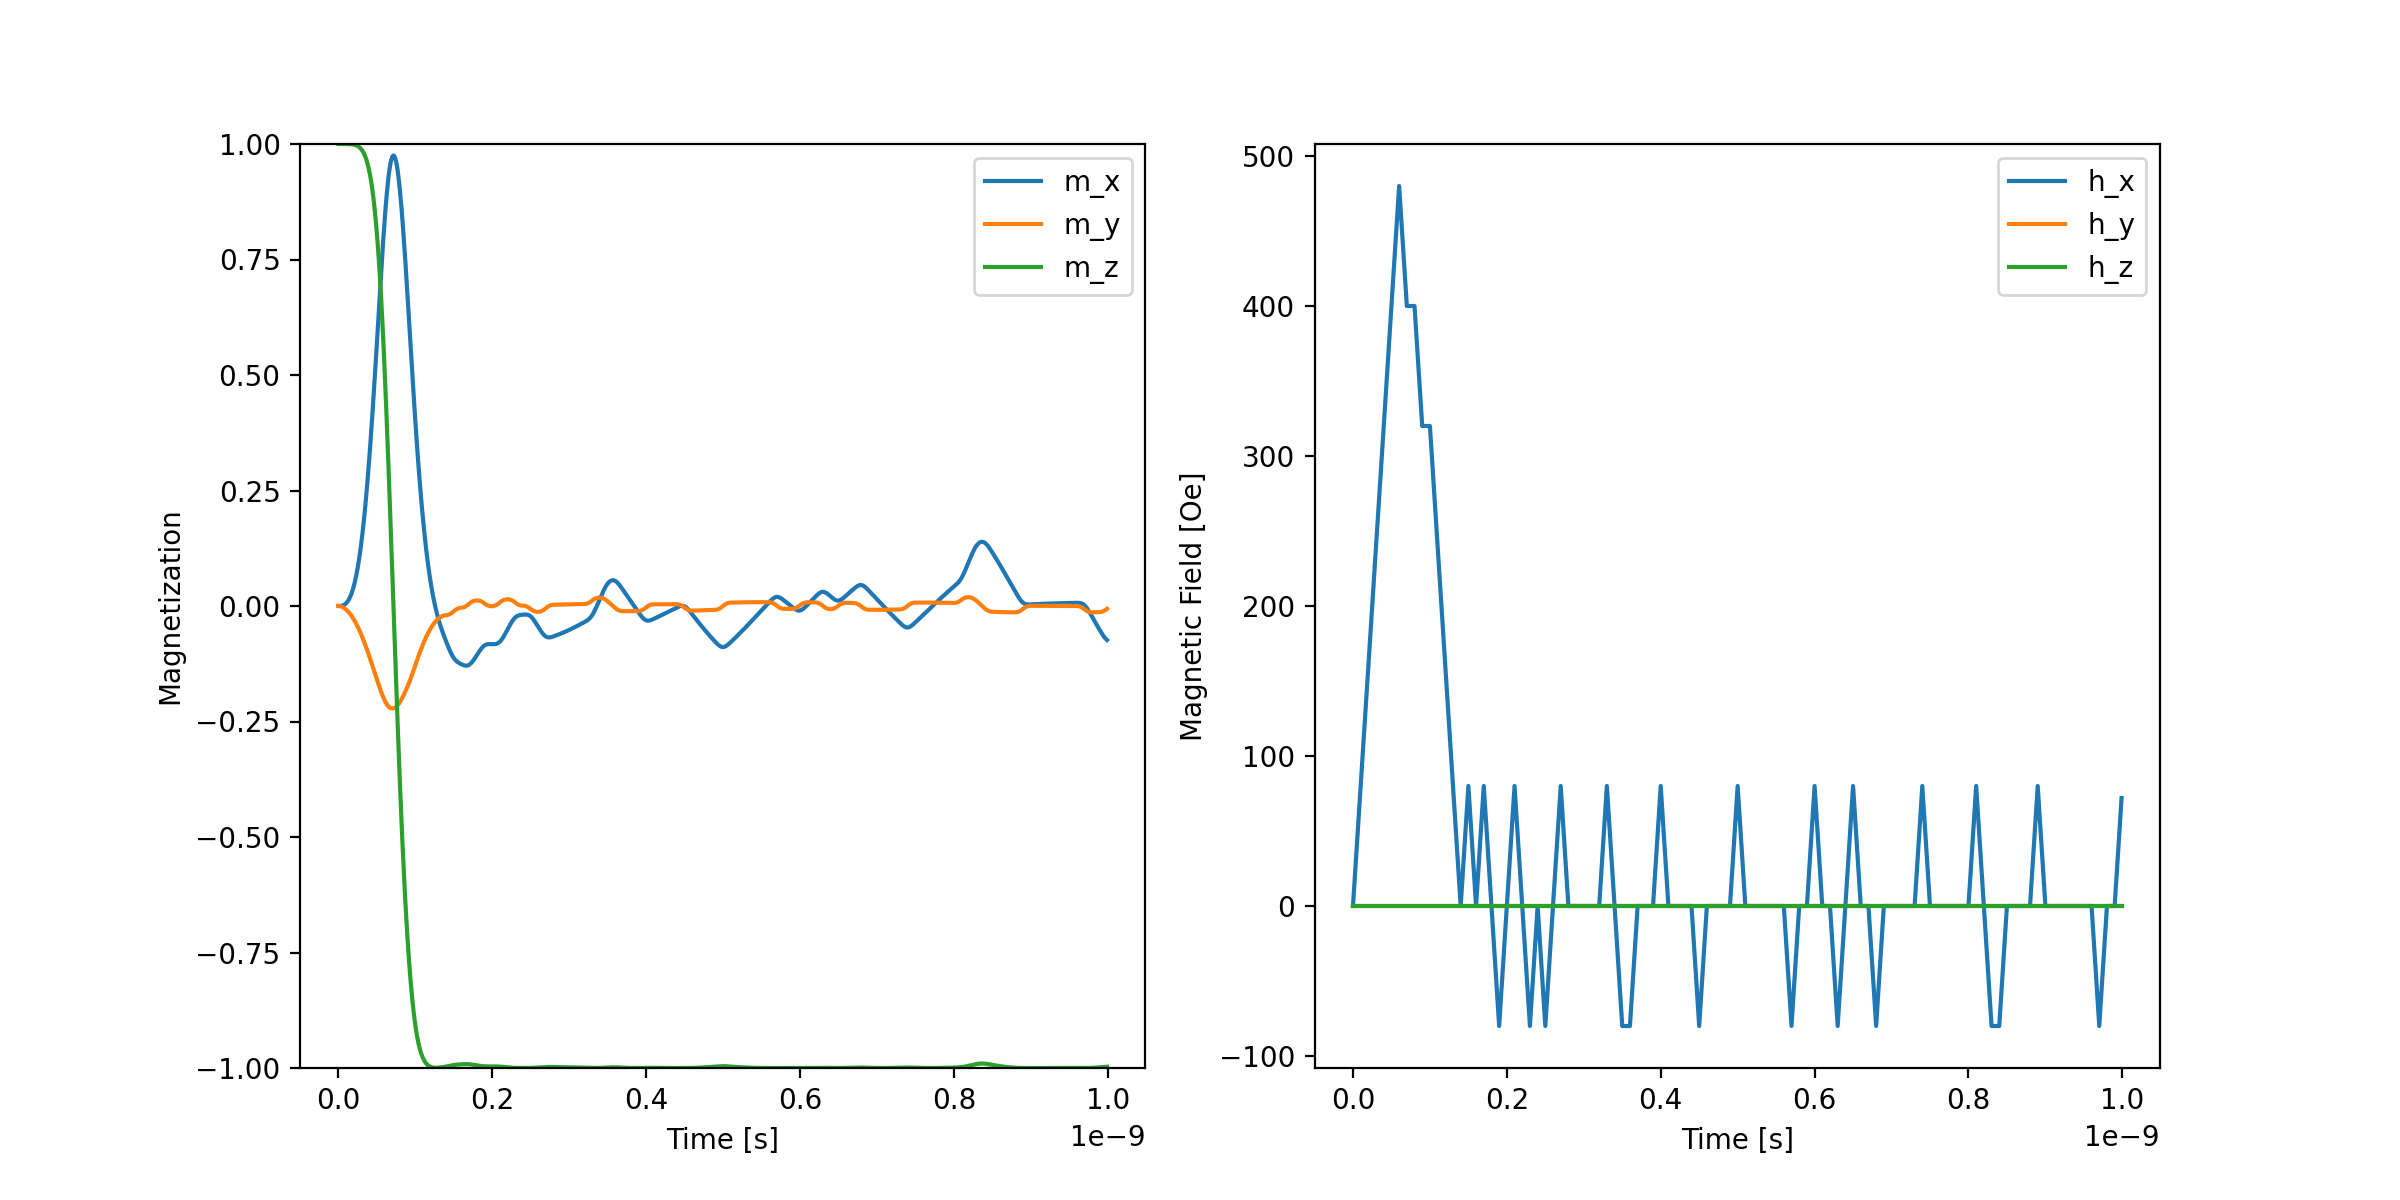 Magnetization
1.00
0.75
0.50
0.25
0.00
−0.25
−0.50
−0.75
−1.00
0.0 0.2 0.4 0.6 0.8 1.0
1e−9
Time [s]
m_x
m_y
m_z
Magnetic Field [Oe]
500
400
300
200
100
0
−100
0.0 0.2 0.4 0.6 0.8 1.0
1e−9
Time [s]
h_x
h_y
h_z